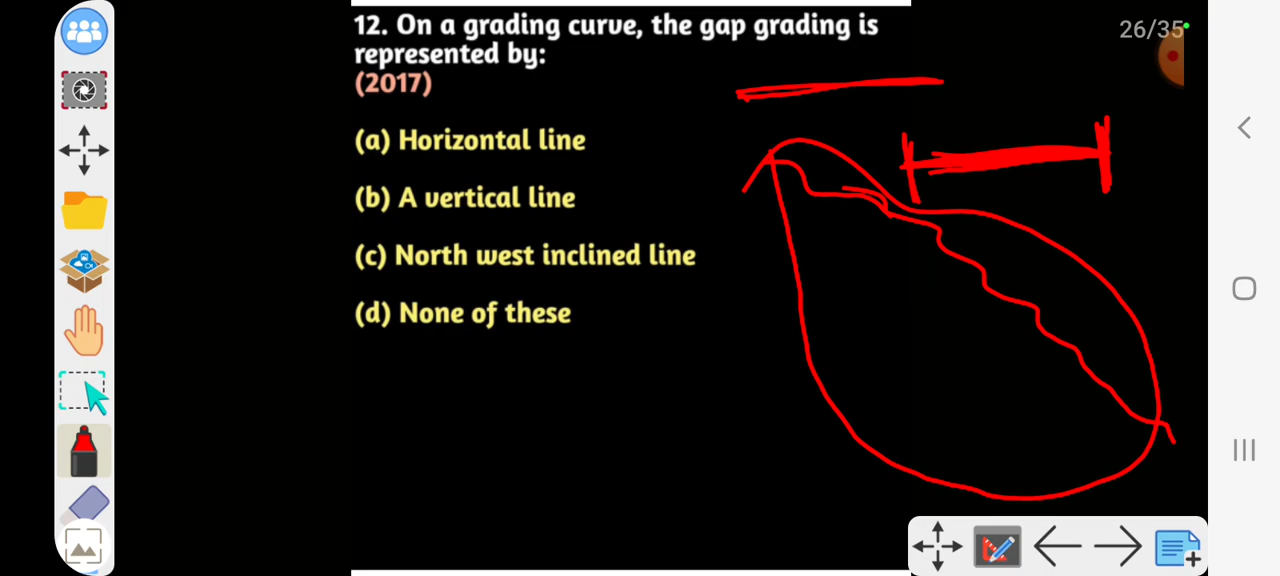 12. On a grading curve, the gap grading is
represented by:
(2017)
(a) Horizontal line
(b) A vertical line
(c) North west inclined line
(d) None of these
26/35